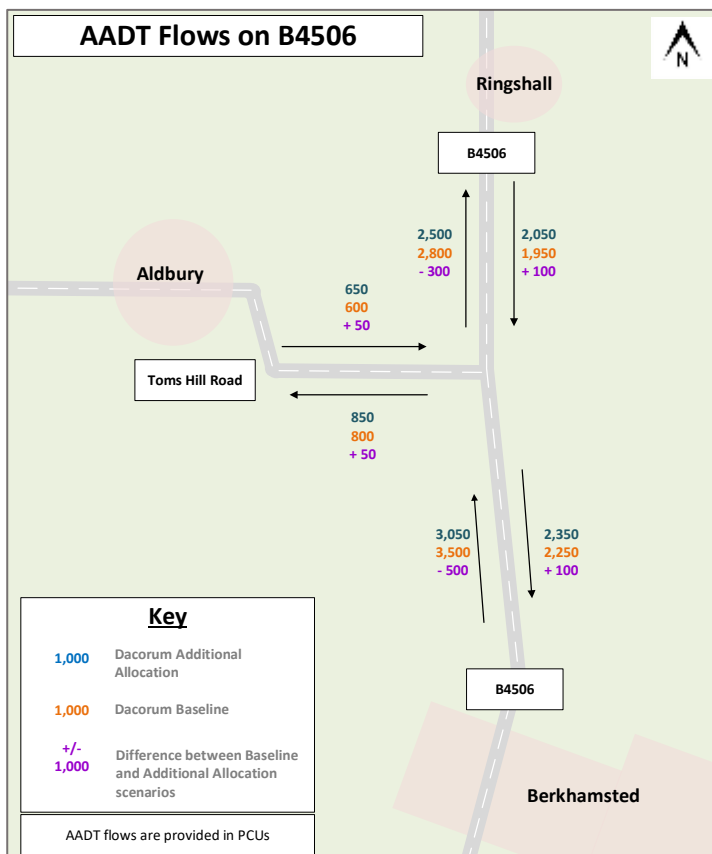 AADT Flows on B4506
N
Ringshall
B4506
2,500
2,800
- 300
2,050
1,950
+ 100
Aldbury
650
600
+ 50
Toms Hill Road
850
800
+ 50
3,050
3,500
- 500
2,350
2,250
+ 100
Key
1,000 Dacorum Additional
Allocation
1,000 Dacorum Baseline
+/-
1,000 Difference between Baseline
and Additional Allocation
scenarios
AADT flows are provided in PCUs
B4506
Berkhamsted